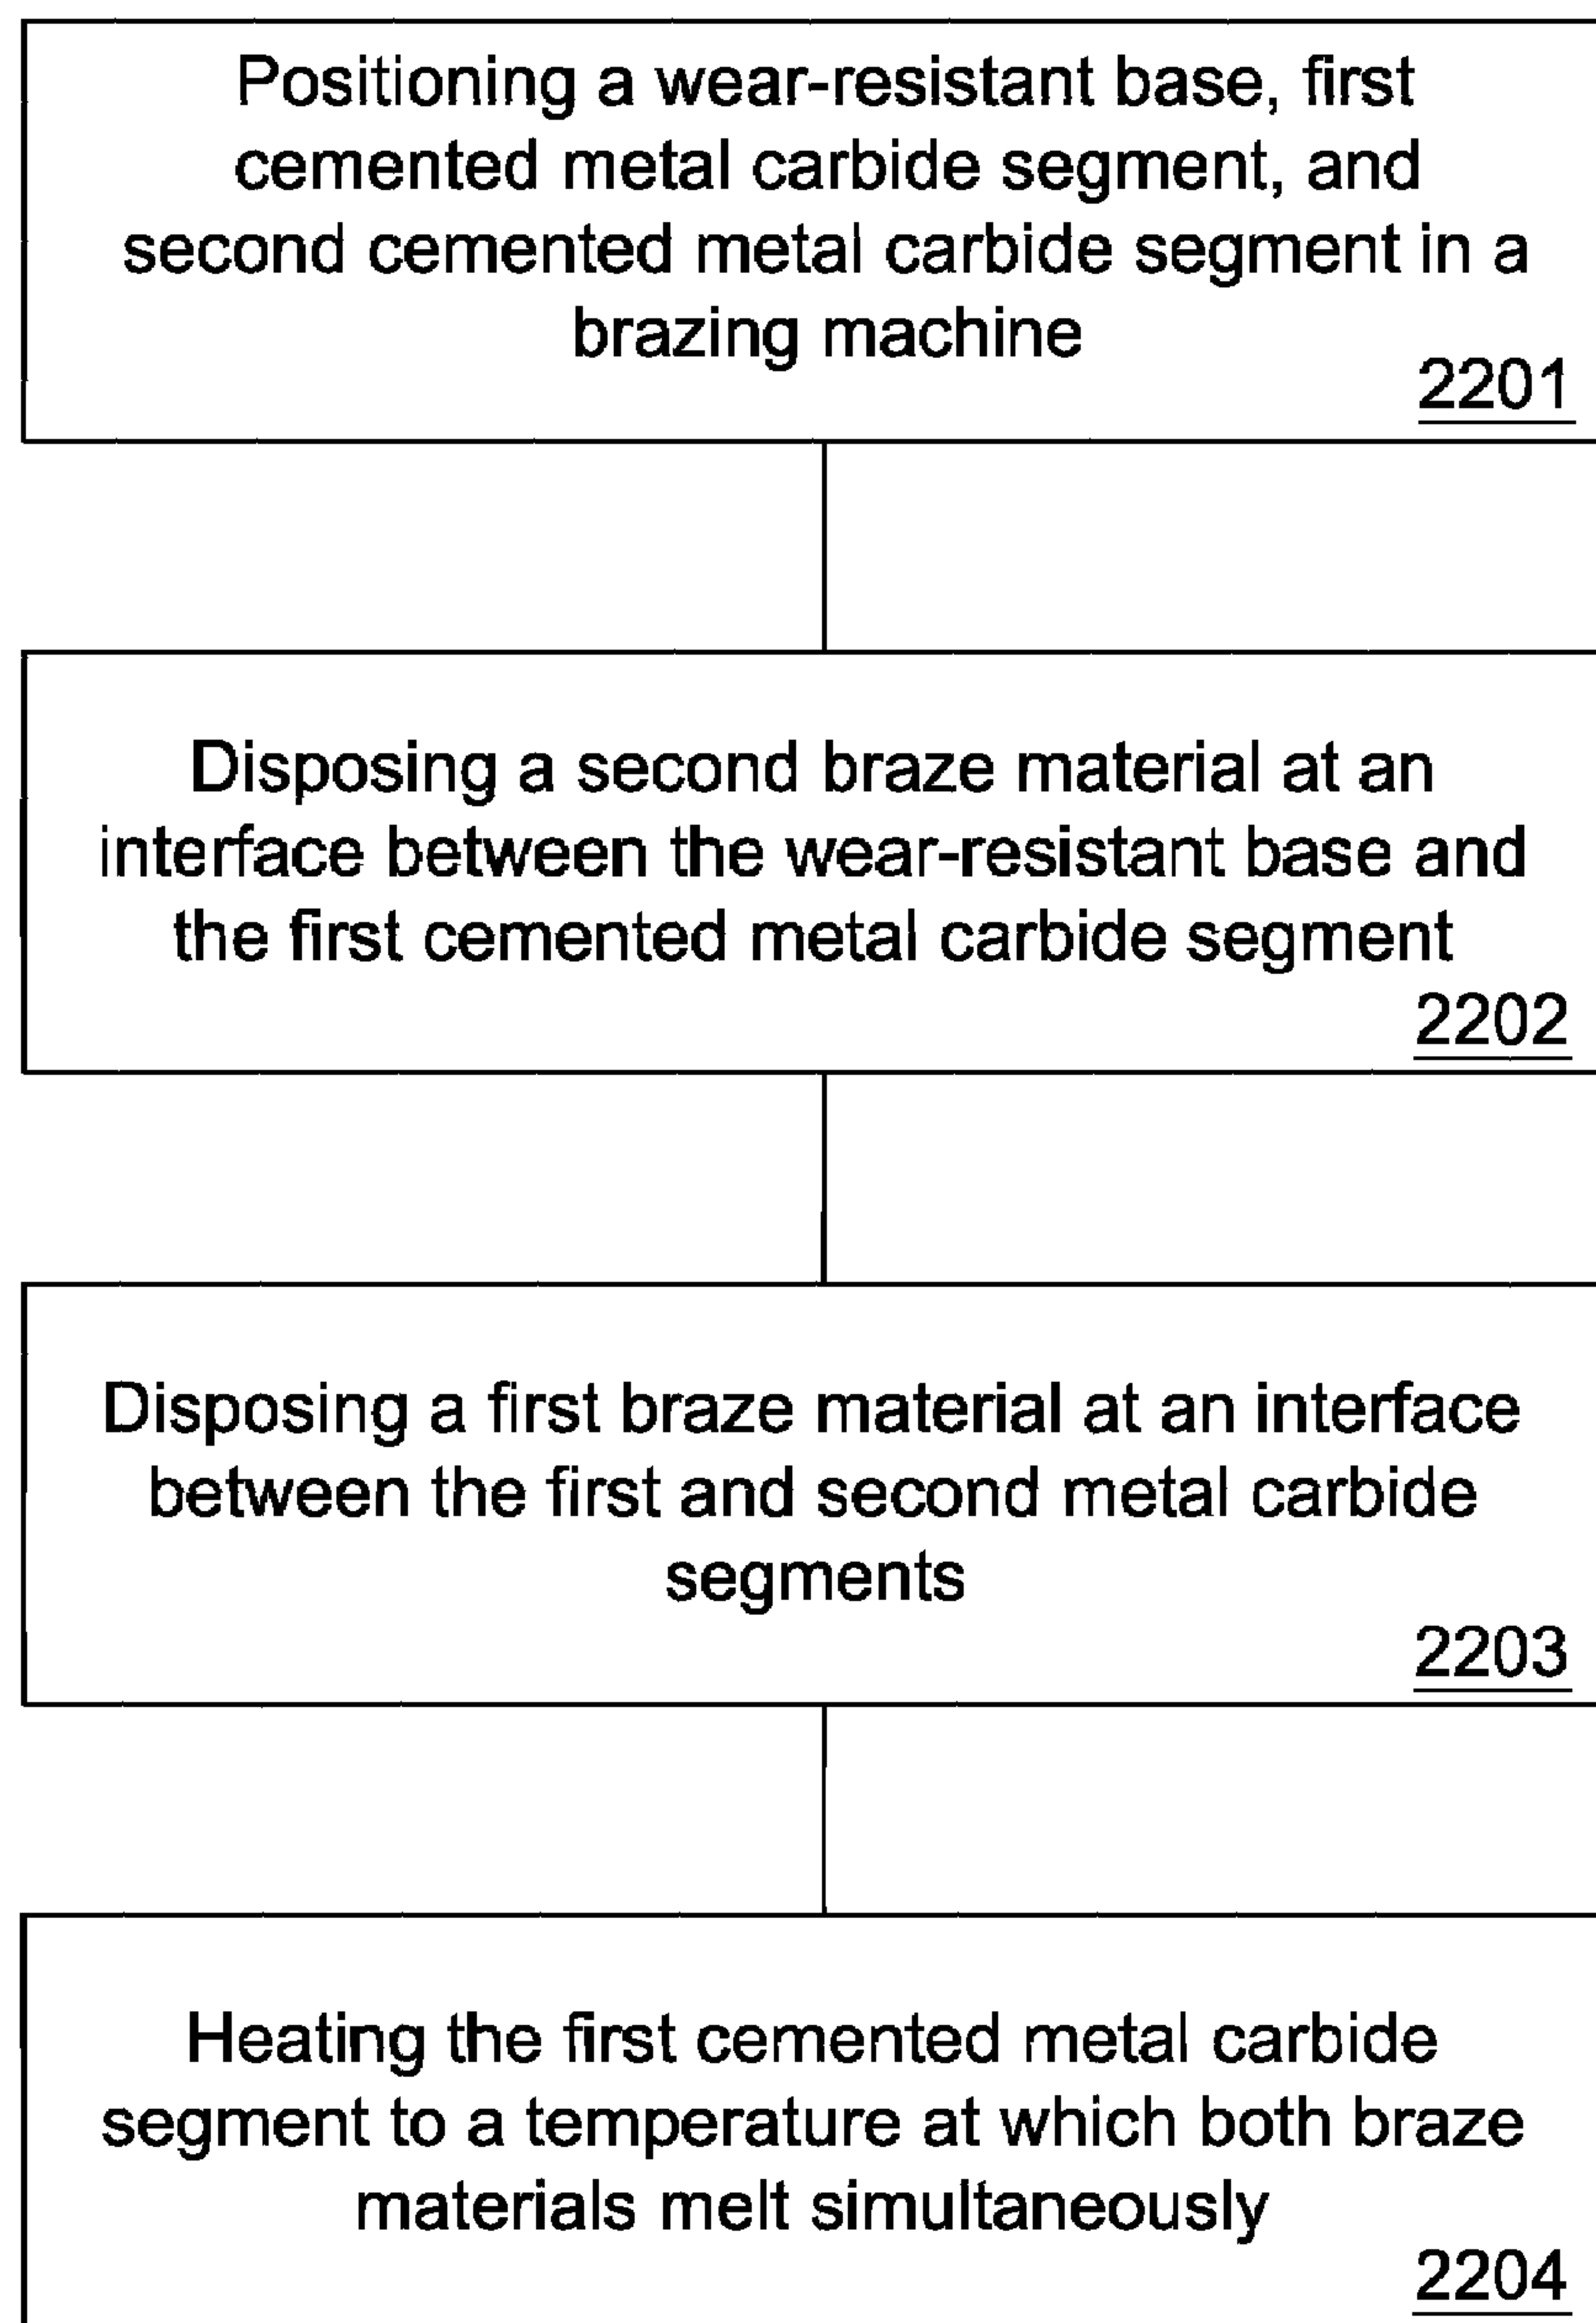 Positioning a wear-resistant base, first
cemented metal carbide segment, and
second cemented metal carbide segment in a
brazing machine
2201
Disposing a second braze material at an
interface between the wear-resistant base and
the first cemented metal carbide segment
2202
Disposing a first braze material at an interface
between the first and second metal carbide
segments
2203
Heating the first cemented metal carbide
segment to a temperature at which both braze
materials melt simultaneously
2204